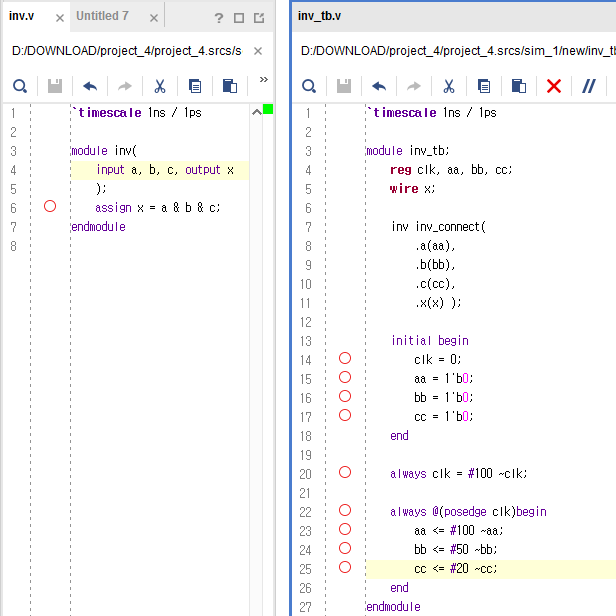 inv.v × Untitled 7 × ?
D:/DOWNLOAD/project_4/project_4.srcs/s ×
»
1 `timescale 1ns / 1ps
2
3 module inv(
4 input a, b, c, output x
5 );
6 assign x = a & b & c;
7 endmodule
8
inv_tb.v
D:/DOWNLOAD/project_4/project_4.srcs/sim_1/new/inv_tb
//
1 `timescale 1ns / 1ps
2
3 module inv_tb;
4 reg clk, aa, bb, cc;
5 wire x;
6
7 inv inv_connect(
8 .a(aa),
9 .b(bb),
10 .c(cc),
11 .x(x) );
12
13 initial begin
14 clk = 0;
15 aa = 1'b0;
16 bb = 1'b0;
17 cc = 1'b0;
18 end
19
20 always clk = #100 ~clk;
21
22 always @(posedge clk)begin
23 aa <= #100 ~aa;
24 bb <= #50 ~bb;
25 cc <= #20 ~cc;
26 end
27 endmodule